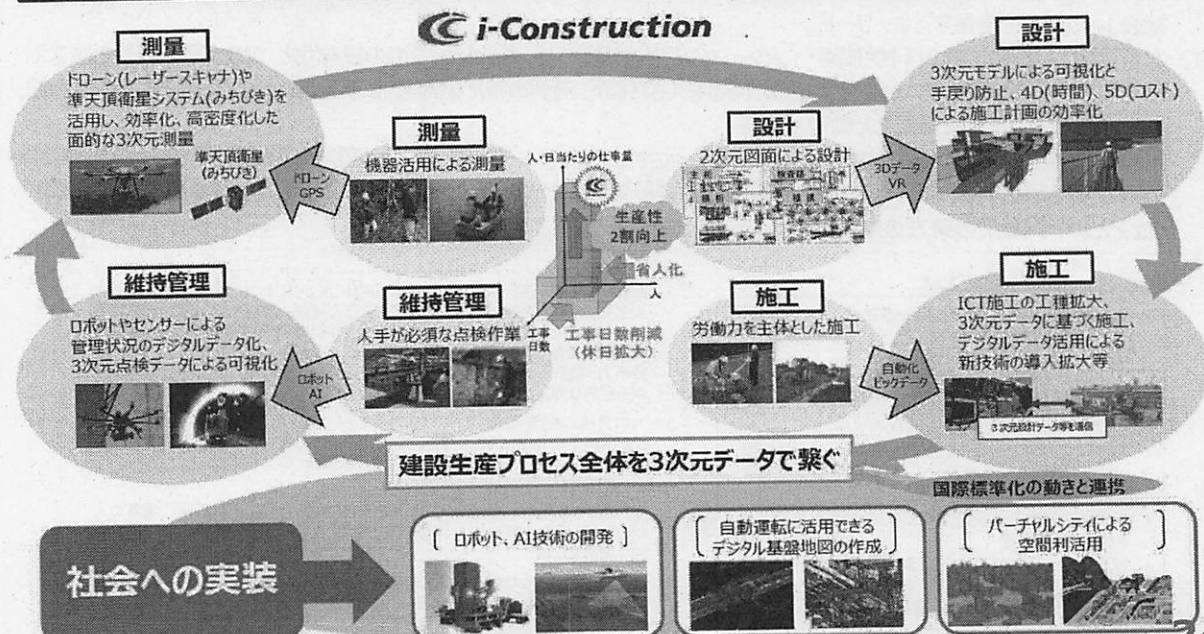 i-Construction
測量
ドローン(レーザースキャナ)や
準天頂衛星システム(みちびき)を
活用し、効率化、高密度化した
面的な3次元測量
準天頂衛星
(みちびき)
ドローン
GPS
測量
機器活用による測量
人・日当たりの仕事量
生産性
2割向上
省人化
人
工事
日数
工事日数削減
(休日拡大)
設計
2次元図面による設計
3Dデータ
VR
設計
3次元モデルによる可視化と
手戻り防止、4D(時間)、5D(コスト)
による施工計画の効率化
維持管理
ロボットやセンサーによる
管理状況のデジタルデータ化、
3次元点検データによる可視化
ロボット
AI
維持管理
人手が必須な点検作業
施工
労働力を主体とした施工
自動化
ビックデータ
施工
ICT施工の工種拡大、
3次元データに基づく施工、
デジタルデータ活用による
新技術の導入拡大等
3次元設計データ等を通信
建設生産プロセス全体を3次元データで繋ぐ
国際標準化の動きと連携
社会への実装
[ ロボット、AI技術の開発 ]
[ 自動運転に活用できる
デジタル基盤地図の作成 ]
[ バーチャルシティによる
空間利活用 ]